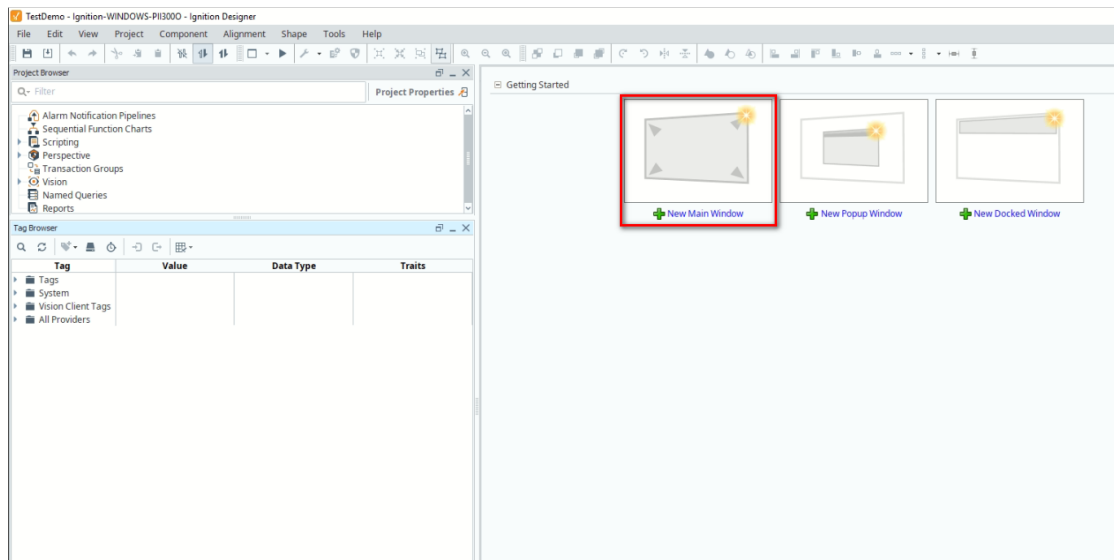 TestDemo - Ignition-WINDOWS-PII300O - Ignition Designer
File Edit View Project Component Alignment Shape Tools Help
Project Browser
Filter
Project Properties
Alarm Notification Pipelines
Sequential Function Charts
Scripting
Perspective
Transaction Groups
Vision
Named Queries
Reports
Tag Browser
Tag Value Data Type Traits
Tags
System
Vision Client Tags
All Providers
Getting Started
New Main Window New Popup Window New Docked Window